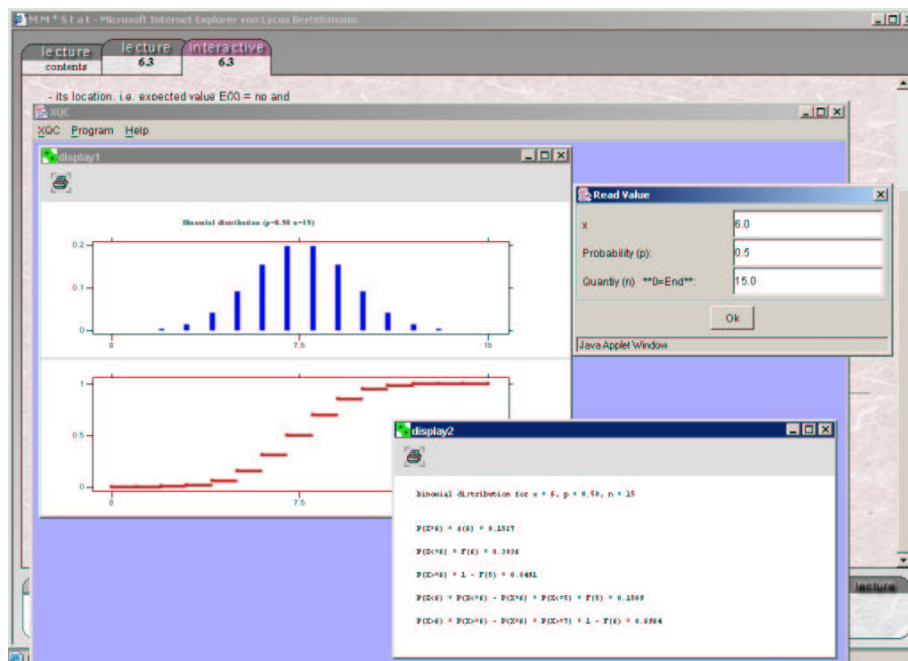 MM*Stat - Microsoft Internet Explorer von Lycos Bertelsmann
lecture
contents
lecture
6.3
interactive
6.3
- its location, i.e. expected value E(X) = np and
XQC
XQC Program Help
display1
Binomial distribution (p=0.50 n=15)
0.2
0.1
0
0
7.5
15
1
0.5
0
0
7.5
Read Value
x
6.0
Probability (p):
0.5
Quantiy (n) **0=End**:
15.0
Ok
Java Applet Window
display2
binomial distribution for x = 6, p = 0.50, n = 15
P(X=6) = f(6) = 0.1527
P(X<=6) = F(6) = 0.3036
P(X>=6) = 1 - F(5) = 0.8491
P(X<6) = P(X<=6) - P(X=6) = P(X<=5) = F(5) = 0.1509
P(X>6) = P(X>=6) - P(X=6) = P(X>=7) = 1 - F(6) = 0.6964
lecture